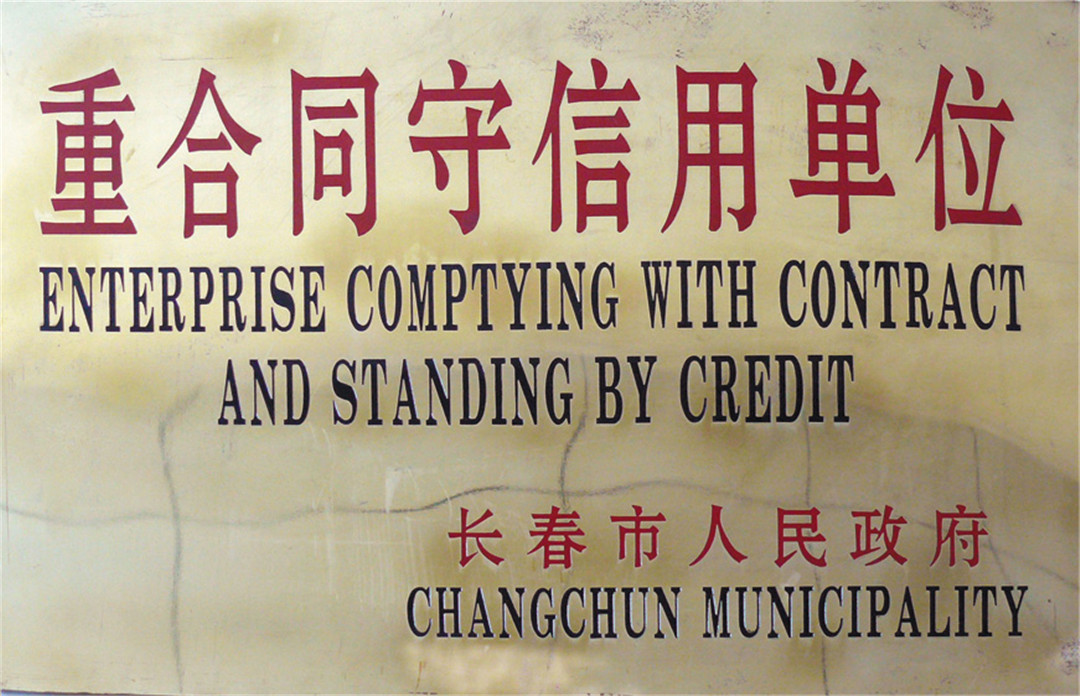 重合同守信用单位
ENTERPRISE COMPTYING WITH CONTRACT
AND STANDING BY CREDIT
长春市人民政府
CHANGCHUN MUNICIPALITY